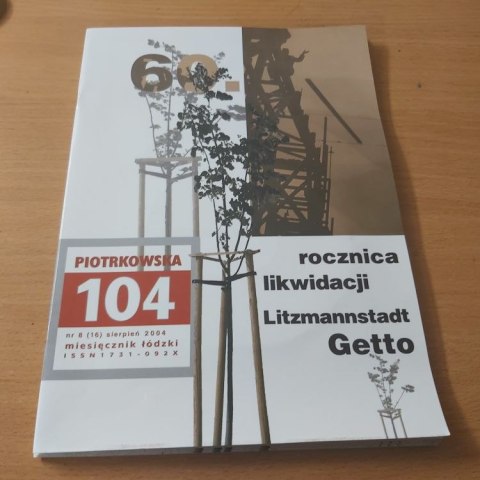 60.
PIOTRKOWSKA
104
nr 8 (16) sierpień 2004
miesięcznik łódzki
ISSN 1731-092X
rocznica
likwidacji
Litzmannstadt
Getto